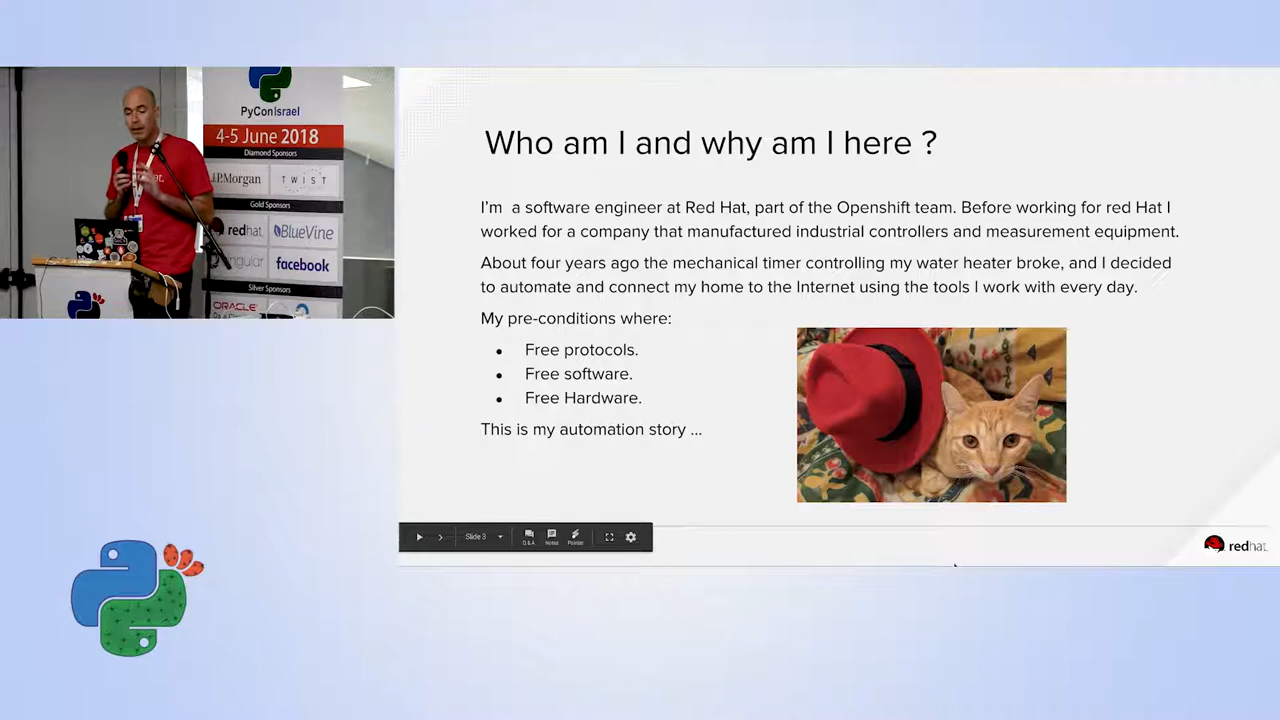 PyConIsrael
4-5 June 2018
Diamond Sponsors
J.P.Morgan
TWIST
Gold Sponsors
redhat.
BlueVine
facebook
Silver Sponsors
ORACLE
Who am I and why am I here ?
I’m a software engineer at Red Hat, part of the Openshift team. Before working for red Hat I
worked for a company that manufactured industrial controllers and measurement equipment.
About four years ago the mechanical timer controlling my water heater broke, and I decided
to automate and connect my home to the Internet using the tools I work with every day.
My pre-conditions where:
● Free protocols.
● Free software.
● Free Hardware.
This is my automation story ...
Slide 3
Q&A
Notes
Pointer
redhat.